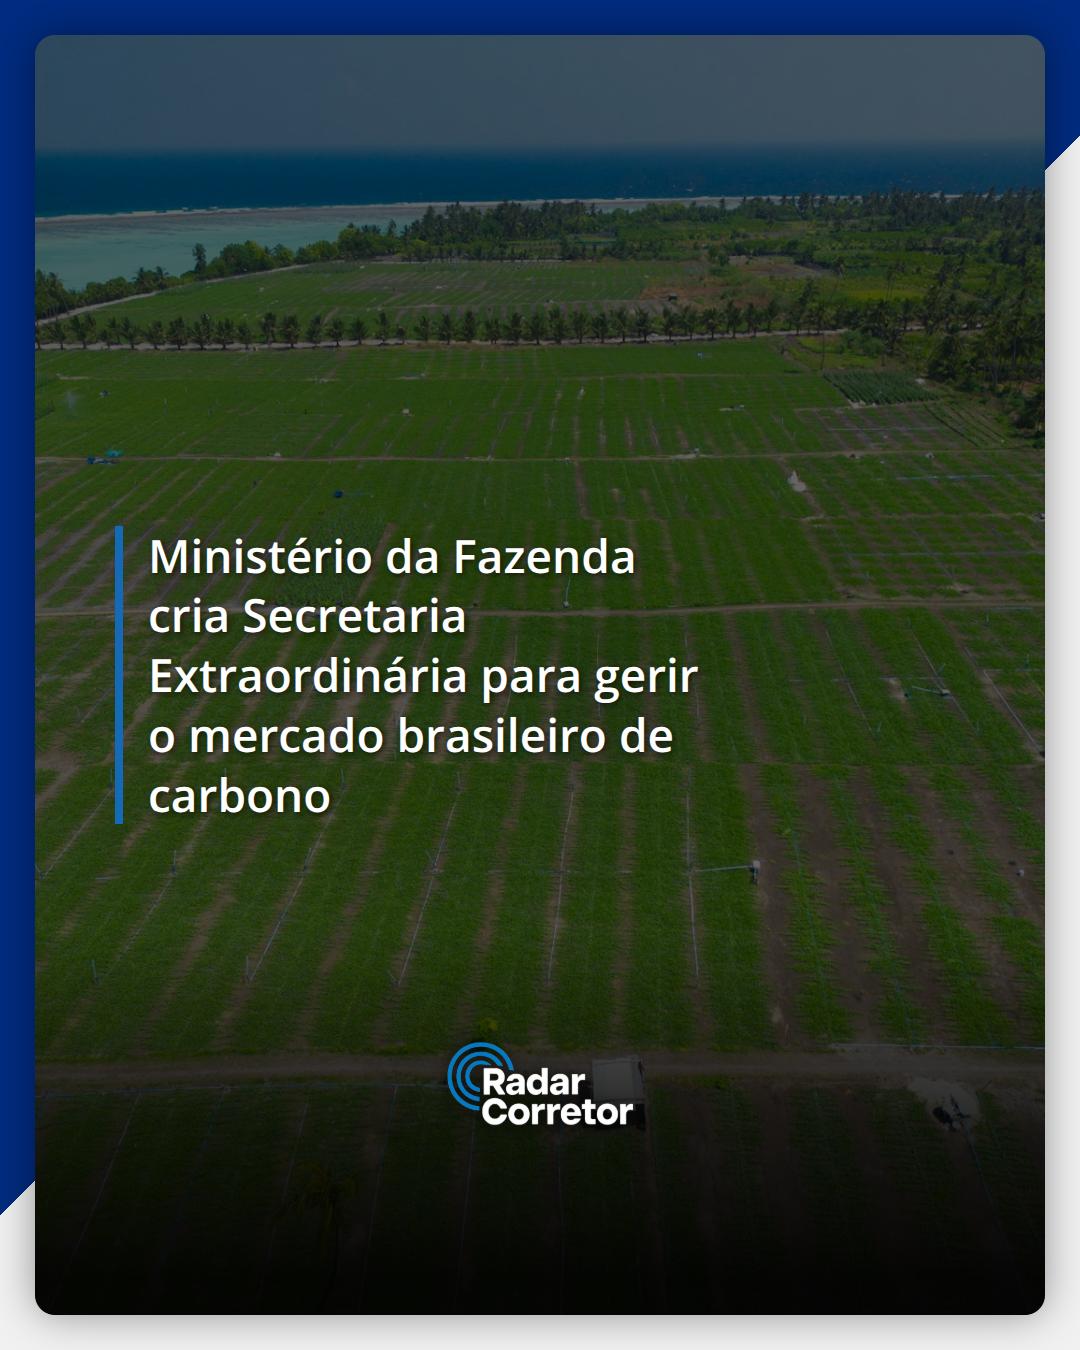 Ministério da Fazenda
cria Secretaria
Extraordinária para gerir
o mercado brasileiro de
carbono
Radar
Corretor